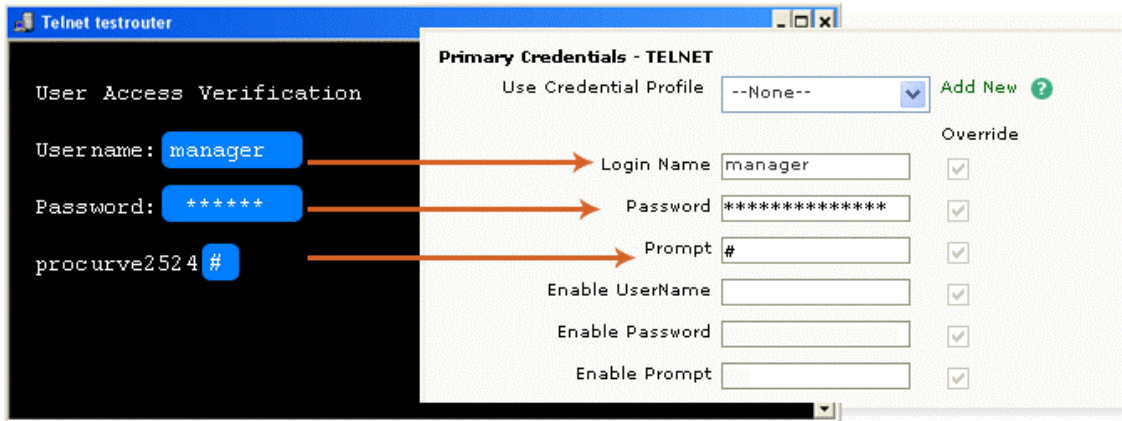 Telnet testrouter
User Access Verification
Username: manager
Password: ******
procurve2524 #
Primary Credentials - TELNET
Use Credential Profile --None-- Add New ?
Override
Login Name manager
Password **************
Prompt #
Enable UserName
Enable Password
Enable Prompt